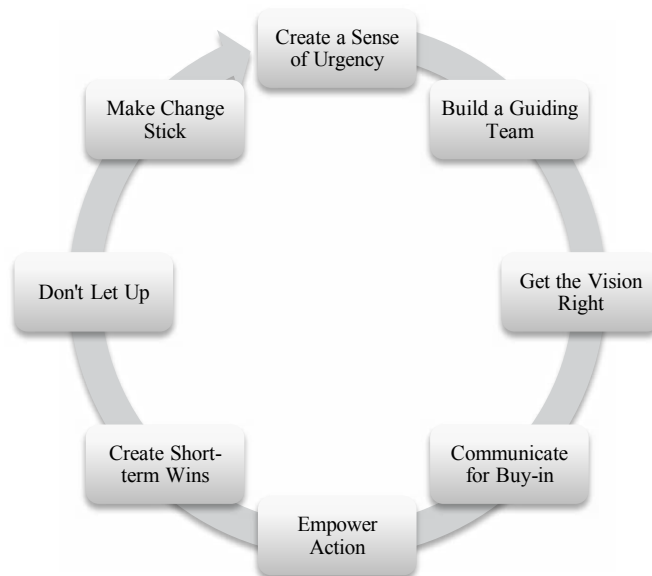 Create a Sense
of Urgency
Build a Guiding
Team
Get the Vision
Right
Communicate
for Buy-in
Empower
Action
Create Short-
term Wins
Don't Let Up
Make Change
Stick